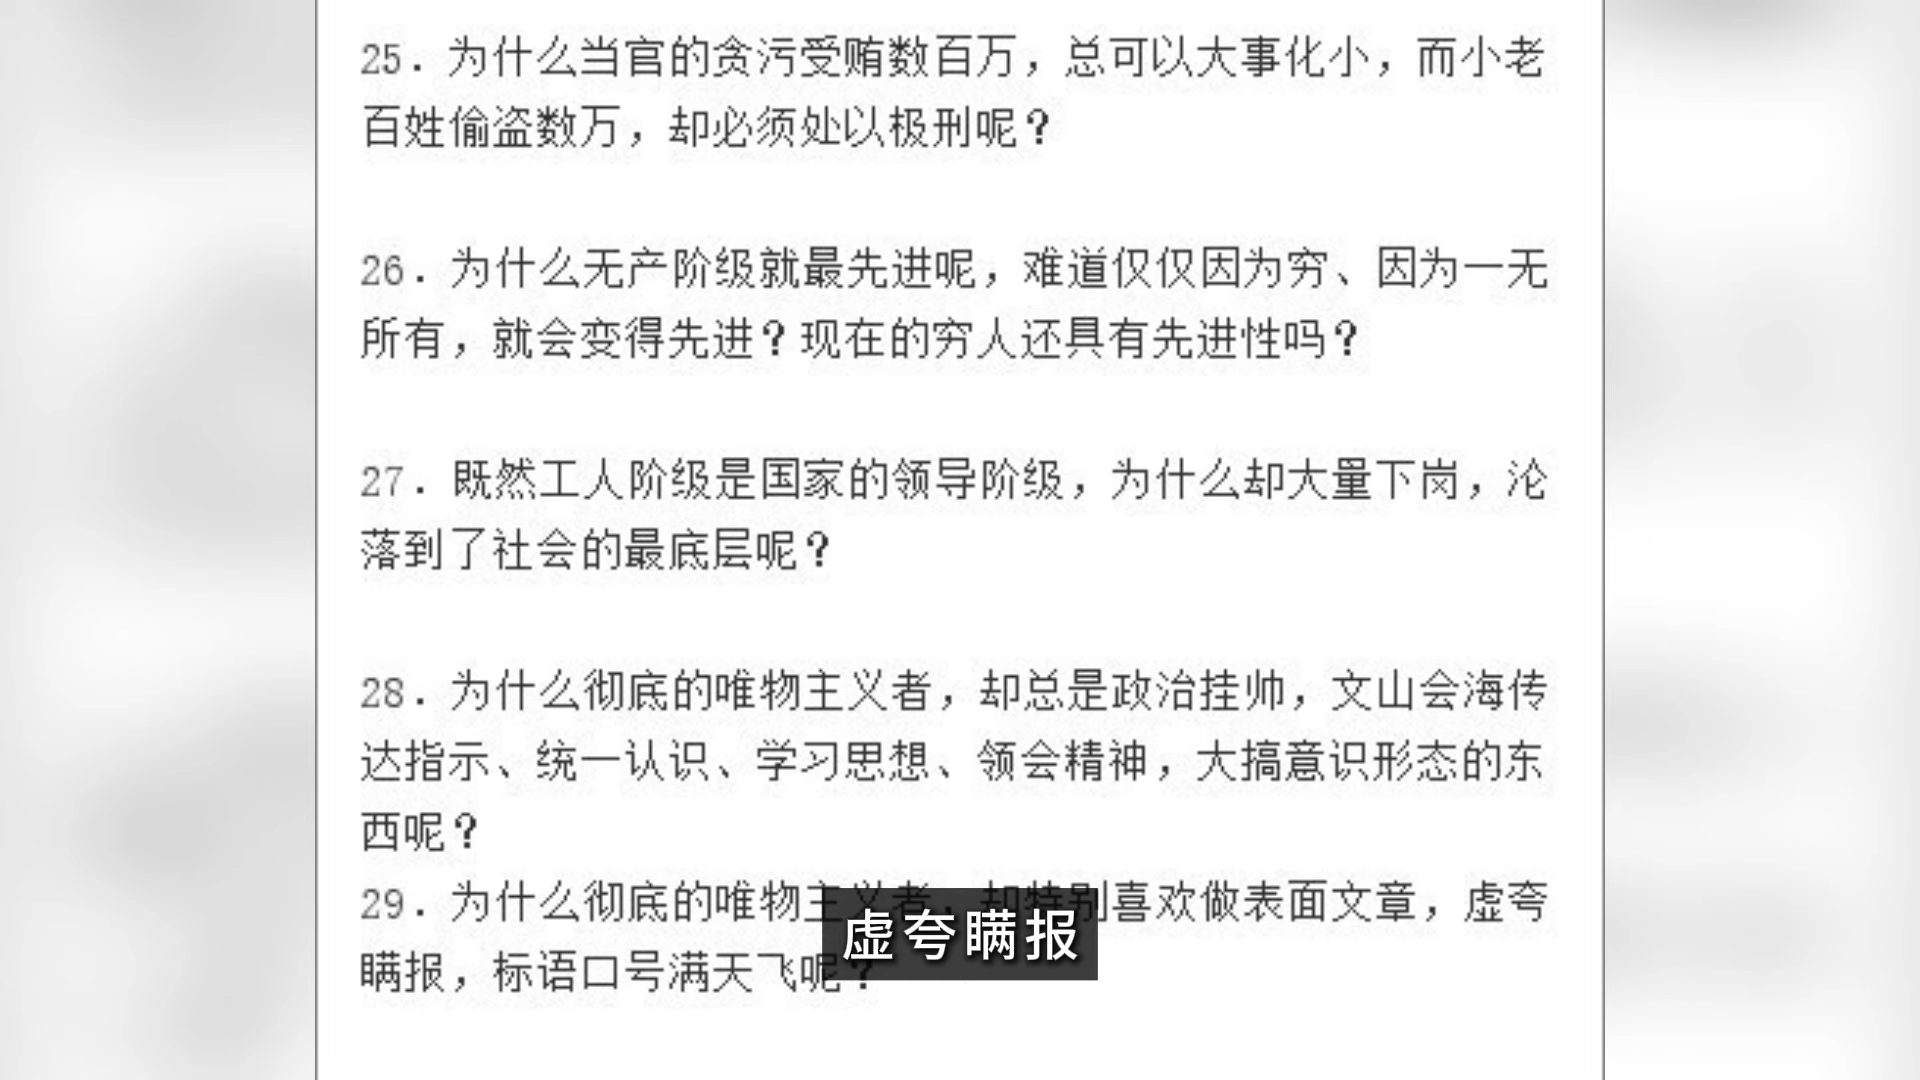 25．为什么当官的贪污受贿数百万，总可以大事化小，而小老
百姓偷盗数万，却必须处以极刑呢？
26．为什么无产阶级就最先进呢，难道仅仅因为穷、因为一无
所有，就会变得先进？现在的穷人还具有先进性吗？
27．既然工人阶级是国家的领导阶级，为什么却大量下岗，沦
落到了社会的最底层呢？
28．为什么彻底的唯物主义者，却总是政治挂帅，文山会海传
达指示、统一认识、学习思想、领会精神，大搞意识形态的东
西呢？
29．为什么彻底的唯物主义者，却特别喜欢做表面文章，虚夸
瞒报，标语口号满天飞呢？
虚夸瞒报